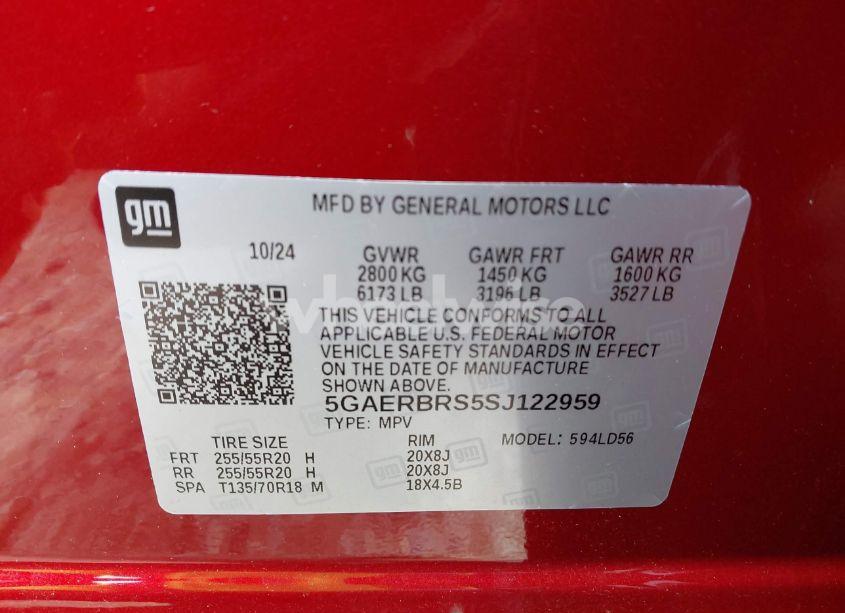 gm
MFD BY GENERAL MOTORS LLC
10/24 GVWR GAWR FRT GAWR RR
2800 KG 1450 KG 1600 KG
6173 LB 3196 LB 3527 LB
THIS VEHICLE CONFORMS TO ALL
APPLICABLE U.S. FEDERAL MOTOR
VEHICLE SAFETY STANDARDS IN EFFECT
ON THE DATE OF MANUFACTURE
SHOWN ABOVE.
5GAERBRS5SJ122959
TYPE: MPV MODEL: 594LD56
TIRE SIZE RIM
FRT 255/55R20 H 20X8J
RR 255/55R20 H 20X8J
SPA T135/70R18 M 18X4.5B